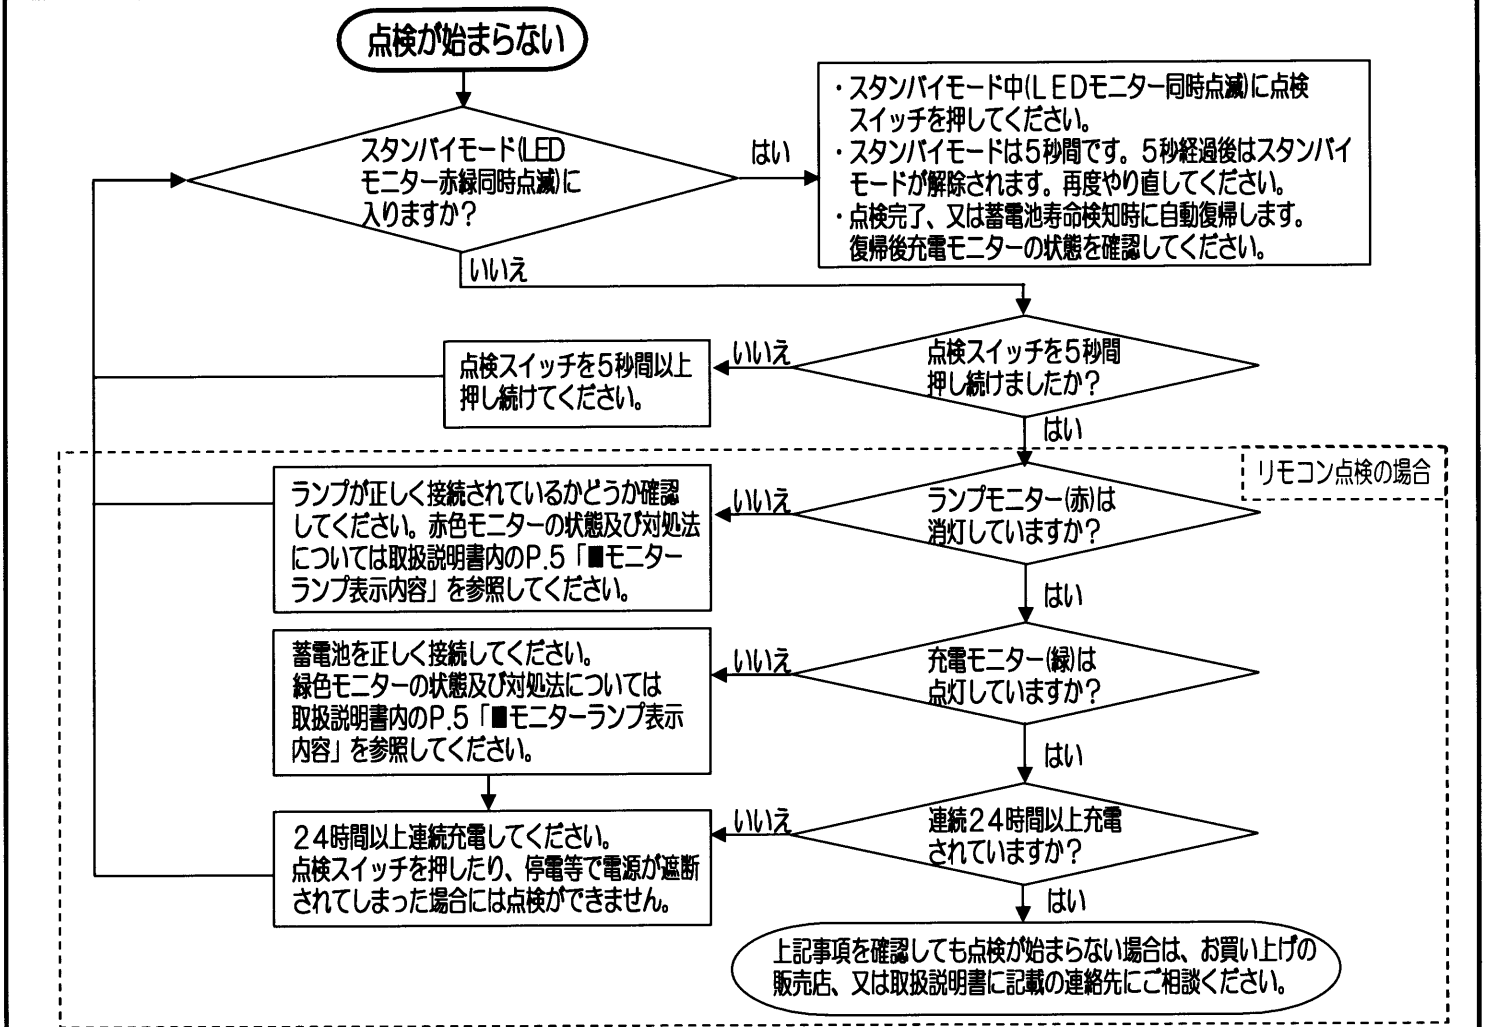 点検が始まらない
スタンバイモード(LED
モニター赤緑同時点滅)に
入りますか?
はい
・スタンバイモード中(LEDモニター同時点滅)に点検
スイッチを押してください。
・スタンバイモードは5秒間です。5秒経過後はスタンバイ
モードが解除されます。再度やり直してください。
・点検完了、又は蓄電池寿命検知時に自動復帰します。
復帰後充電モニターの状態を確認してください。
いいえ
点検スイッチを5秒間
押し続けましたか?
いいえ
点検スイッチを5秒間以上
押し続けてください。
はい
リモコン点検の場合
ランプモニター(赤)は
消灯していますか?
いいえ
ランプが正しく接続されているかどうか確認
してください。赤色モニターの状態及び対処法
については取扱説明書内のP.5「■モニター
ランプ表示内容」を参照してください。
はい
充電モニター(緑)は
点灯していますか?
いいえ
蓄電池を正しく接続してください。
緑色モニターの状態及び対処法については
取扱説明書内のP.5「■モニターランプ表示
内容」を参照してください。
はい
連続24時間以上充電
されていますか?
いいえ
24時間以上連続充電してください。
点検スイッチを押したり、停電等で電源が遮断
されてしまった場合には点検ができません。
はい
上記事項を確認しても点検が始まらない場合は、お買い上げの
販売店、又は取扱説明書に記載の連絡先にご相談ください。